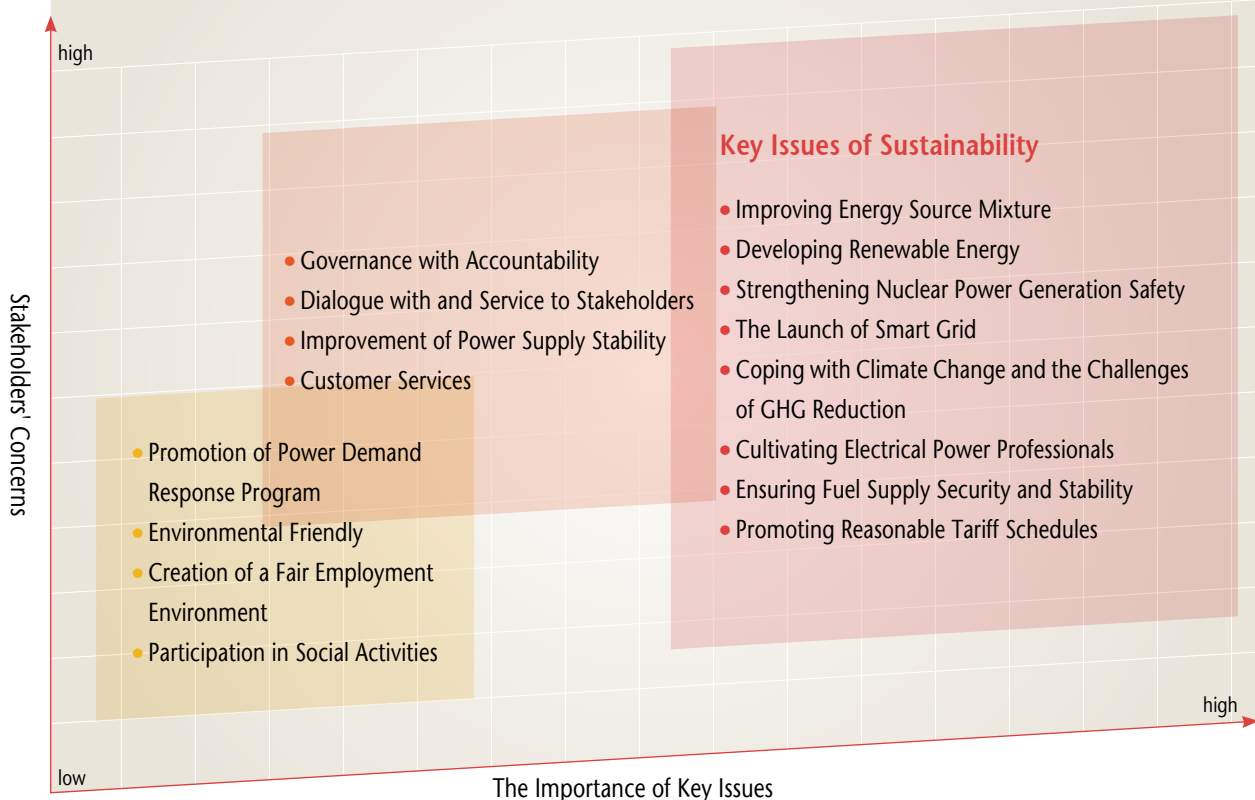 high
Key Issues of Sustainability
• Improving Energy Source Mixture
• Developing Renewable Energy
• Strengthening Nuclear Power Generation Safety
• The Launch of Smart Grid
• Coping with Climate Change and the Challenges
of GHG Reduction
• Cultivating Electrical Power Professionals
• Ensuring Fuel Supply Security and Stability
• Promoting Reasonable Tariff Schedules
• Governance with Accountability
• Dialogue with and Service to Stakeholders
• Improvement of Power Supply Stability
• Customer Services
• Promotion of Power Demand
Response Program
• Environmental Friendly
• Creation of a Fair Employment
Environment
• Participation in Social Activities
Stakeholders' Concerns
high
low
The Importance of Key Issues